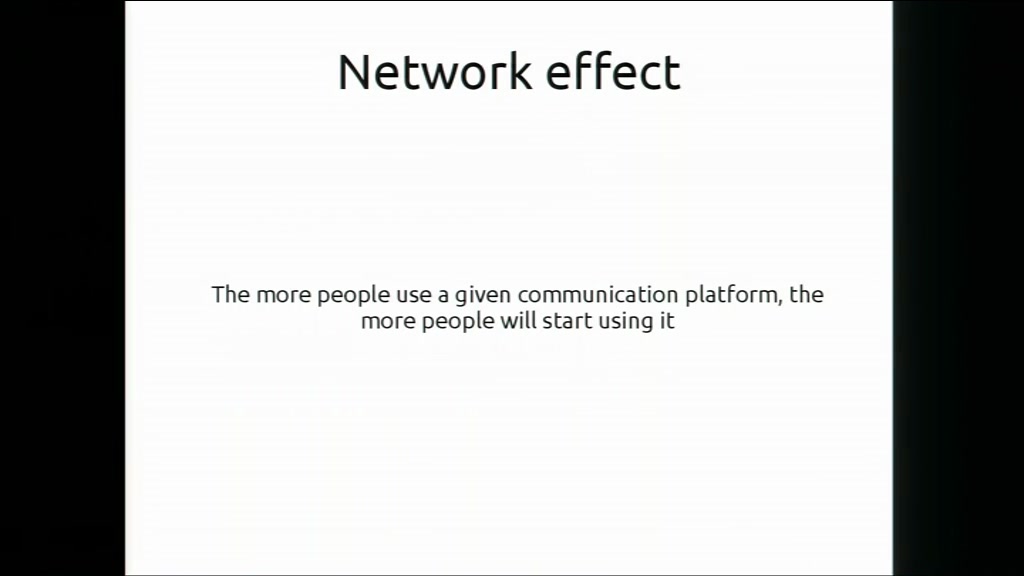 Network effect
The more people use a given communication platform, the
more people will start using it